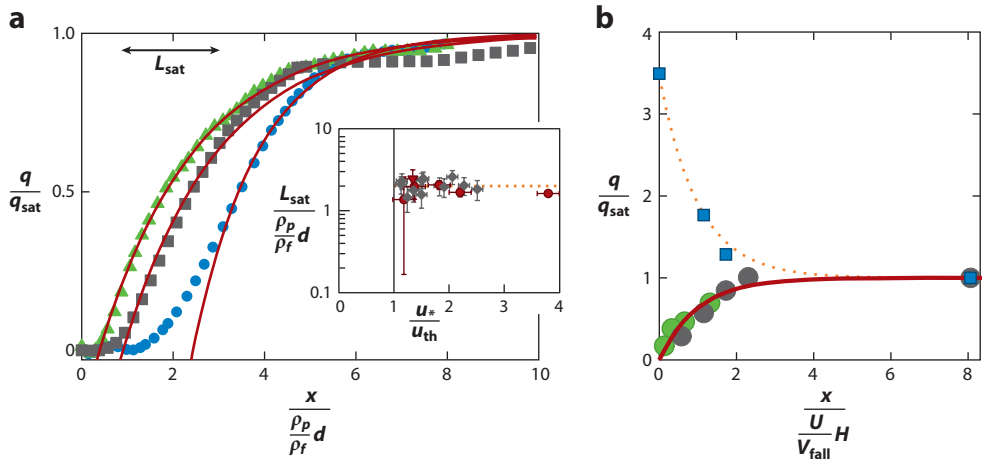 a
1.0
0.5
0
q
q_sat
L_sat
0 2 4 6 8 10
x
ρ_p
ρ_f d
10
1
0.1
L_sat
ρ_p
ρ_f d
0 1 2 3 4
u_*
u_th
b
4
3
2
1
0
q
q_sat
0 2 4 6 8
x
U
V_fall H